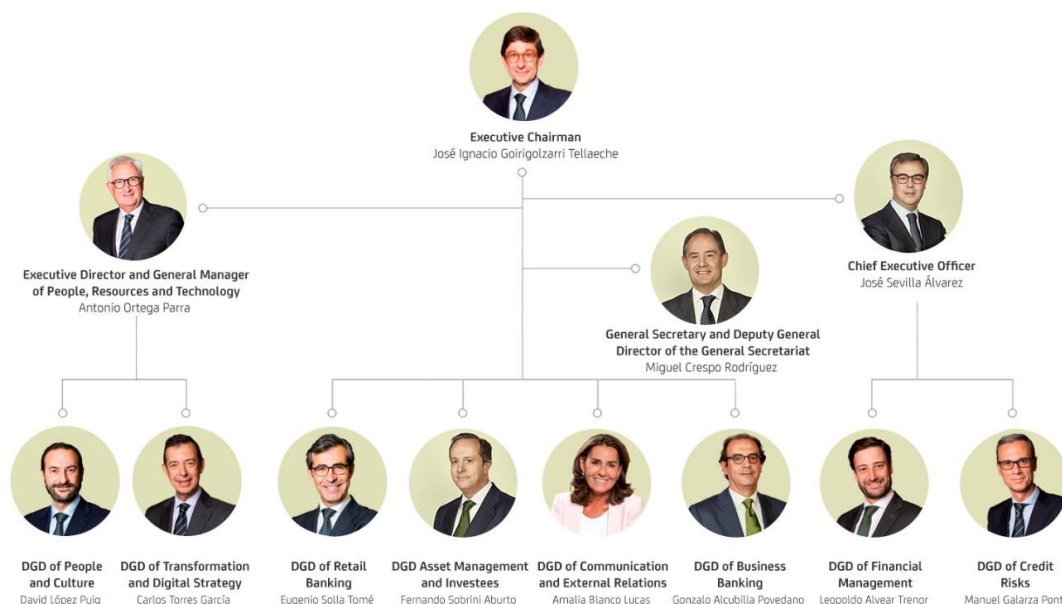 Executive Chairman
José Ignacio Goirigolzarri Tellaeche
Executive Director and General Manager
of People, Resources and Technology
Antonio Ortega Parra
Chief Executive Officer
José Sevilla Álvarez
General Secretary and Deputy General
Director of the General Secretariat
Miguel Crespo Rodríguez
DGD of People
and Culture
David López Puig
DGD of Transformation
and Digital Strategy
Carlos Torres García
DGD of Retail
Banking
Eugenio Solla Tomé
DGD Asset Management
and Investees
Fernando Sobrini Aburto
DGD of Communication
and External Relations
Amalia Blanco Lucas
DGD of Business
Banking
Gonzalo Alcubilla Povedano
DGD of Financial
Management
Leopoldo Alvear Trenor
DGD of Credit
Risks
Manuel Galarza Pont